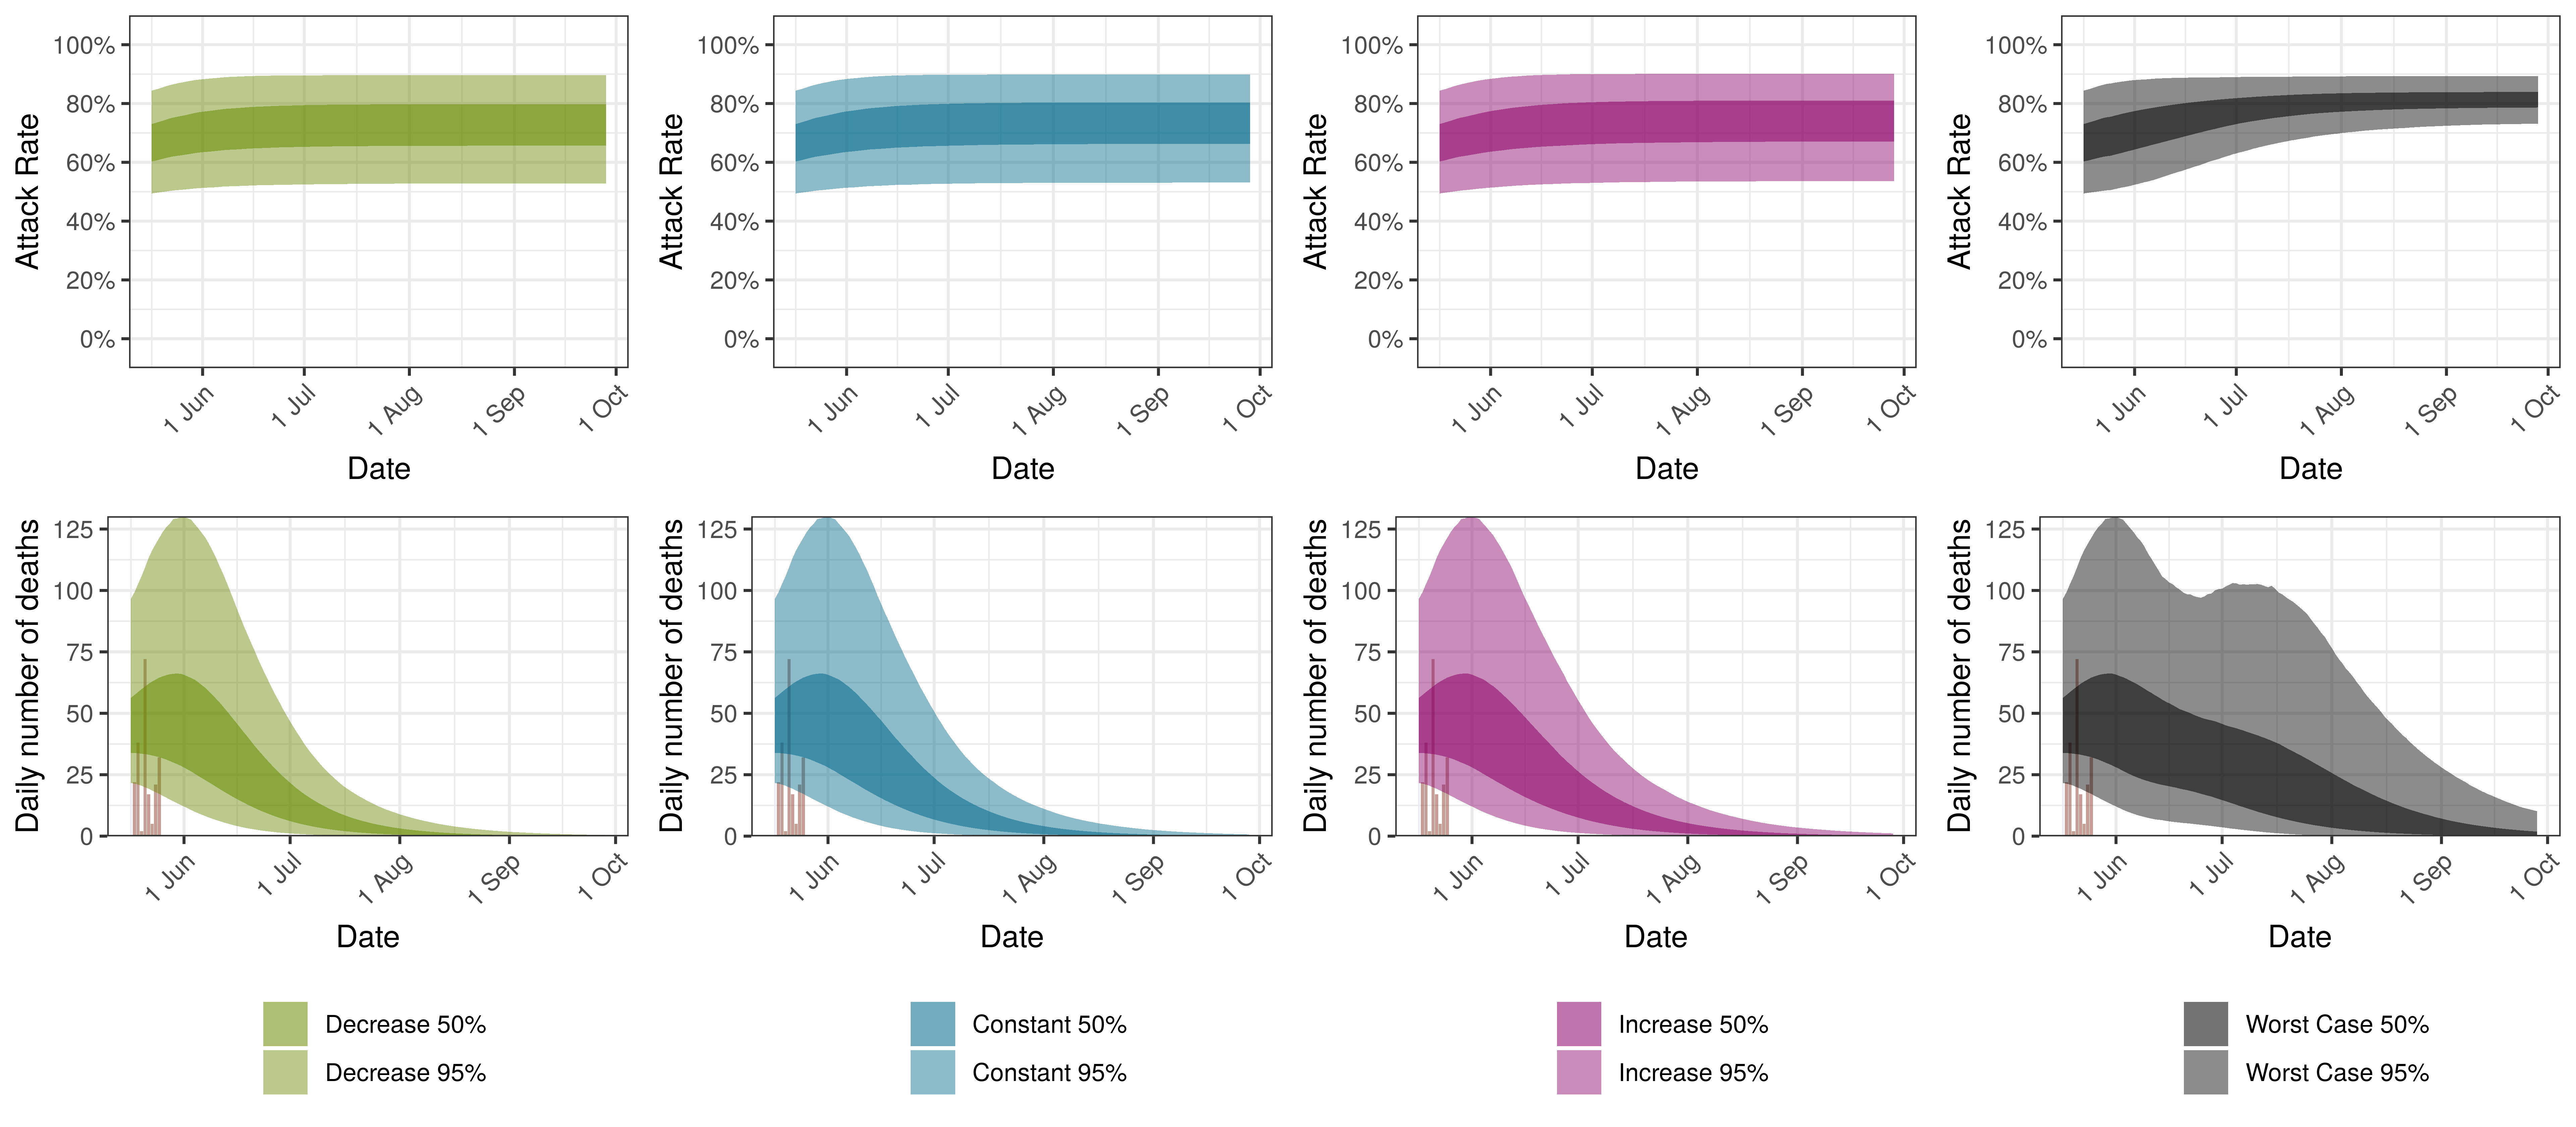 100%
80%
60%
40%
20%
0%
Attack Rate
1 Jun
1 Jul
1 Aug
1 Sep
1 Oct
Date
100%
80%
60%
40%
20%
0%
Attack Rate
1 Jun
1 Jul
1 Aug
1 Sep
1 Oct
Date
100%
80%
60%
40%
20%
0%
Attack Rate
1 Jun
1 Jul
1 Aug
1 Sep
1 Oct
Date
100%
80%
60%
40%
20%
0%
Attack Rate
1 Jun
1 Jul
1 Aug
1 Sep
1 Oct
Date
125
100
75
50
25
0
Daily number of deaths
1 Jun
1 Jul
1 Aug
1 Sep
1 Oct
Date
125
100
75
50
25
0
Daily number of deaths
1 Jun
1 Jul
1 Aug
1 Sep
1 Oct
Date
125
100
75
50
25
0
Daily number of deaths
1 Jun
1 Jul
1 Aug
1 Sep
1 Oct
Date
125
100
75
50
25
0
Daily number of deaths
1 Jun
1 Jul
1 Aug
1 Sep
1 Oct
Date
Decrease 50%
Decrease 95%
Constant 50%
Constant 95%
Increase 50%
Increase 95%
Worst Case 50%
Worst Case 95%